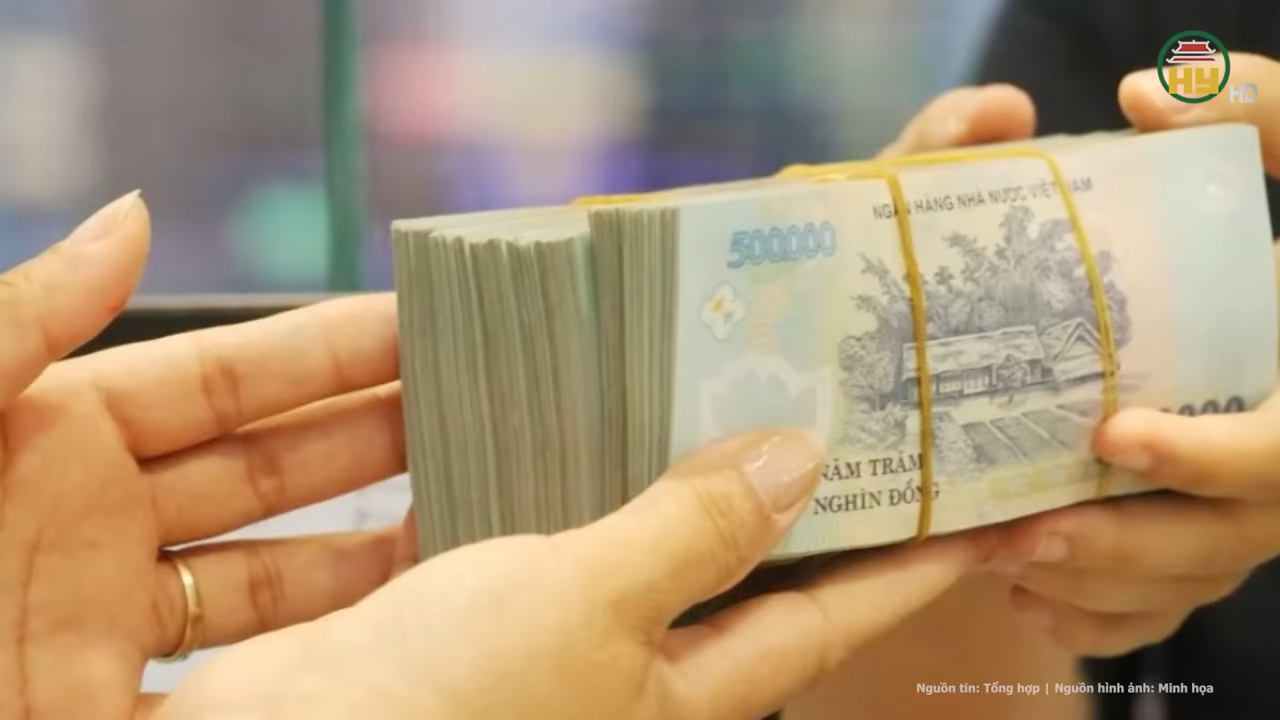 HY
HD
NGÂN HÀNG NHÀ NƯỚC VIỆT NAM
500000
NĂM TRĂM
NGHÌN ĐỒNG
Nguồn tin: Tổng hợp | Nguồn hình ảnh: Minh họa